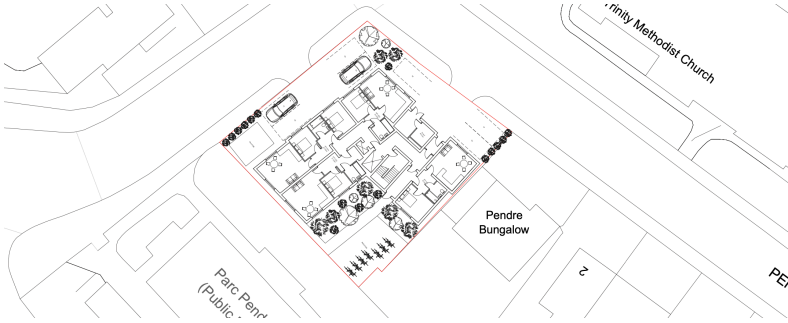 Trinity Methodist Church
Pendre
Bungalow
2
Parc Pend
(Public
PE